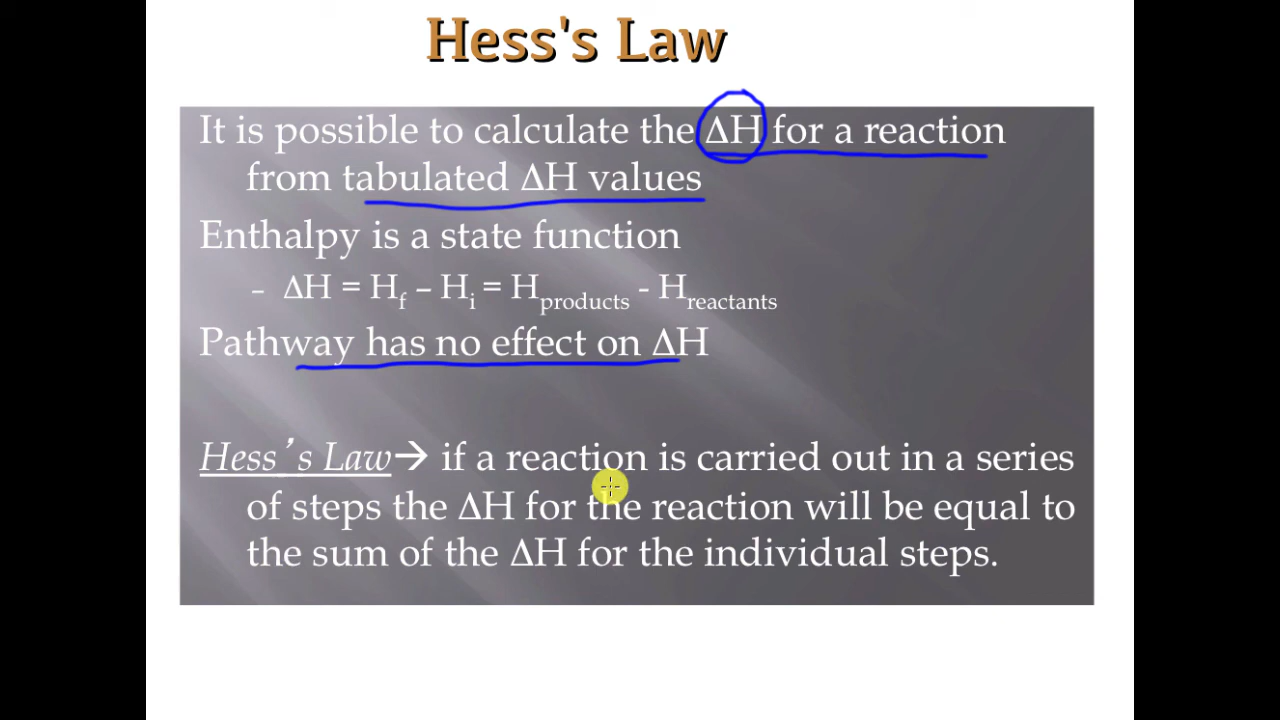 Hess's Law
It is possible to calculate the ΔH for a reaction
from tabulated ΔH values
Enthalpy is a state function
– ΔH = Hf – Hi = Hproducts - Hreactants
Pathway has no effect on ΔH
Hess's Law→ if a reaction is carried out in a series
of steps the ΔH for the reaction will be equal to
the sum of the ΔH for the individual steps.